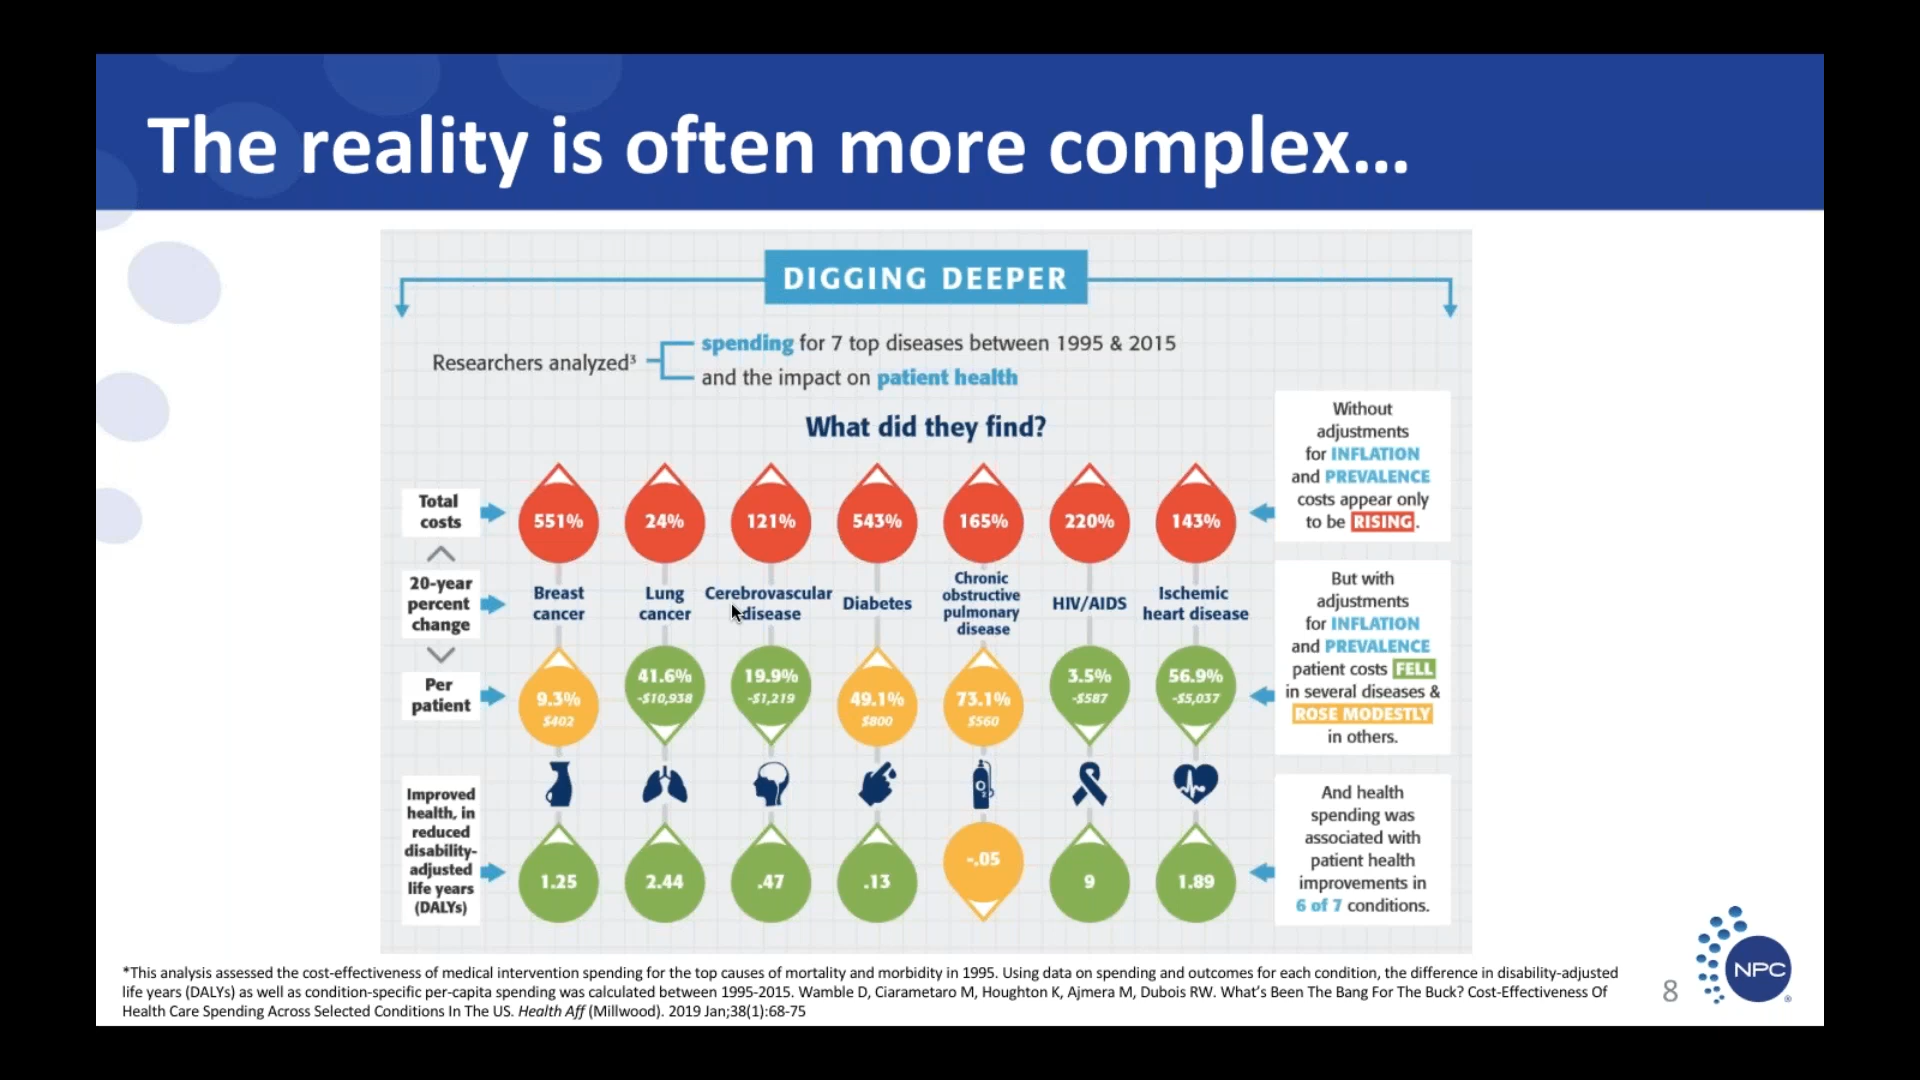 The reality is often more complex...
DIGGING DEEPER
Researchers analyzed³
spending for 7 top diseases between 1995 & 2015
and the impact on patient health
What did they find?
Total
costs
551%
24%
121%
543%
165%
220%
143%
Without
adjustments
for INFLATION
and PREVALENCE
costs appear only
to be RISING.
20-year
percent
change
Breast
cancer
Lung
cancer
Cerebrovascular
disease
Diabetes
Chronic
obstructive
pulmonary
disease
HIV/AIDS
Ischemic
heart disease
But with
adjustments
for INFLATION
and PREVALENCE
patient costs FELL
in several diseases &
ROSE MODESTLY
in others.
Per
patient
9.3%
$402
41.6%
-$10,938
19.9%
-$1,219
49.1%
$800
73.1%
$560
3.5%
-$587
56.9%
-$5,037
O2
Improved
health, in
reduced
disability-
adjusted
life years
(DALYs)
1.25
2.44
.47
.13
-.05
9
1.89
And health
spending was
associated with
patient health
improvements in
6 of 7 conditions.
*This analysis assessed the cost-effectiveness of medical intervention spending for the top causes of mortality and morbidity in 1995. Using data on spending and outcomes for each condition, the difference in disability-adjusted
life years (DALYs) as well as condition-specific per-capita spending was calculated between 1995-2015. Wamble D, Ciarametaro M, Houghton K, Ajmera M, Dubois RW. What's Been The Bang For The Buck? Cost-Effectiveness Of
Health Care Spending Across Selected Conditions In The US. Health Aff (Millwood). 2019 Jan;38(1):68-75
8
NPC